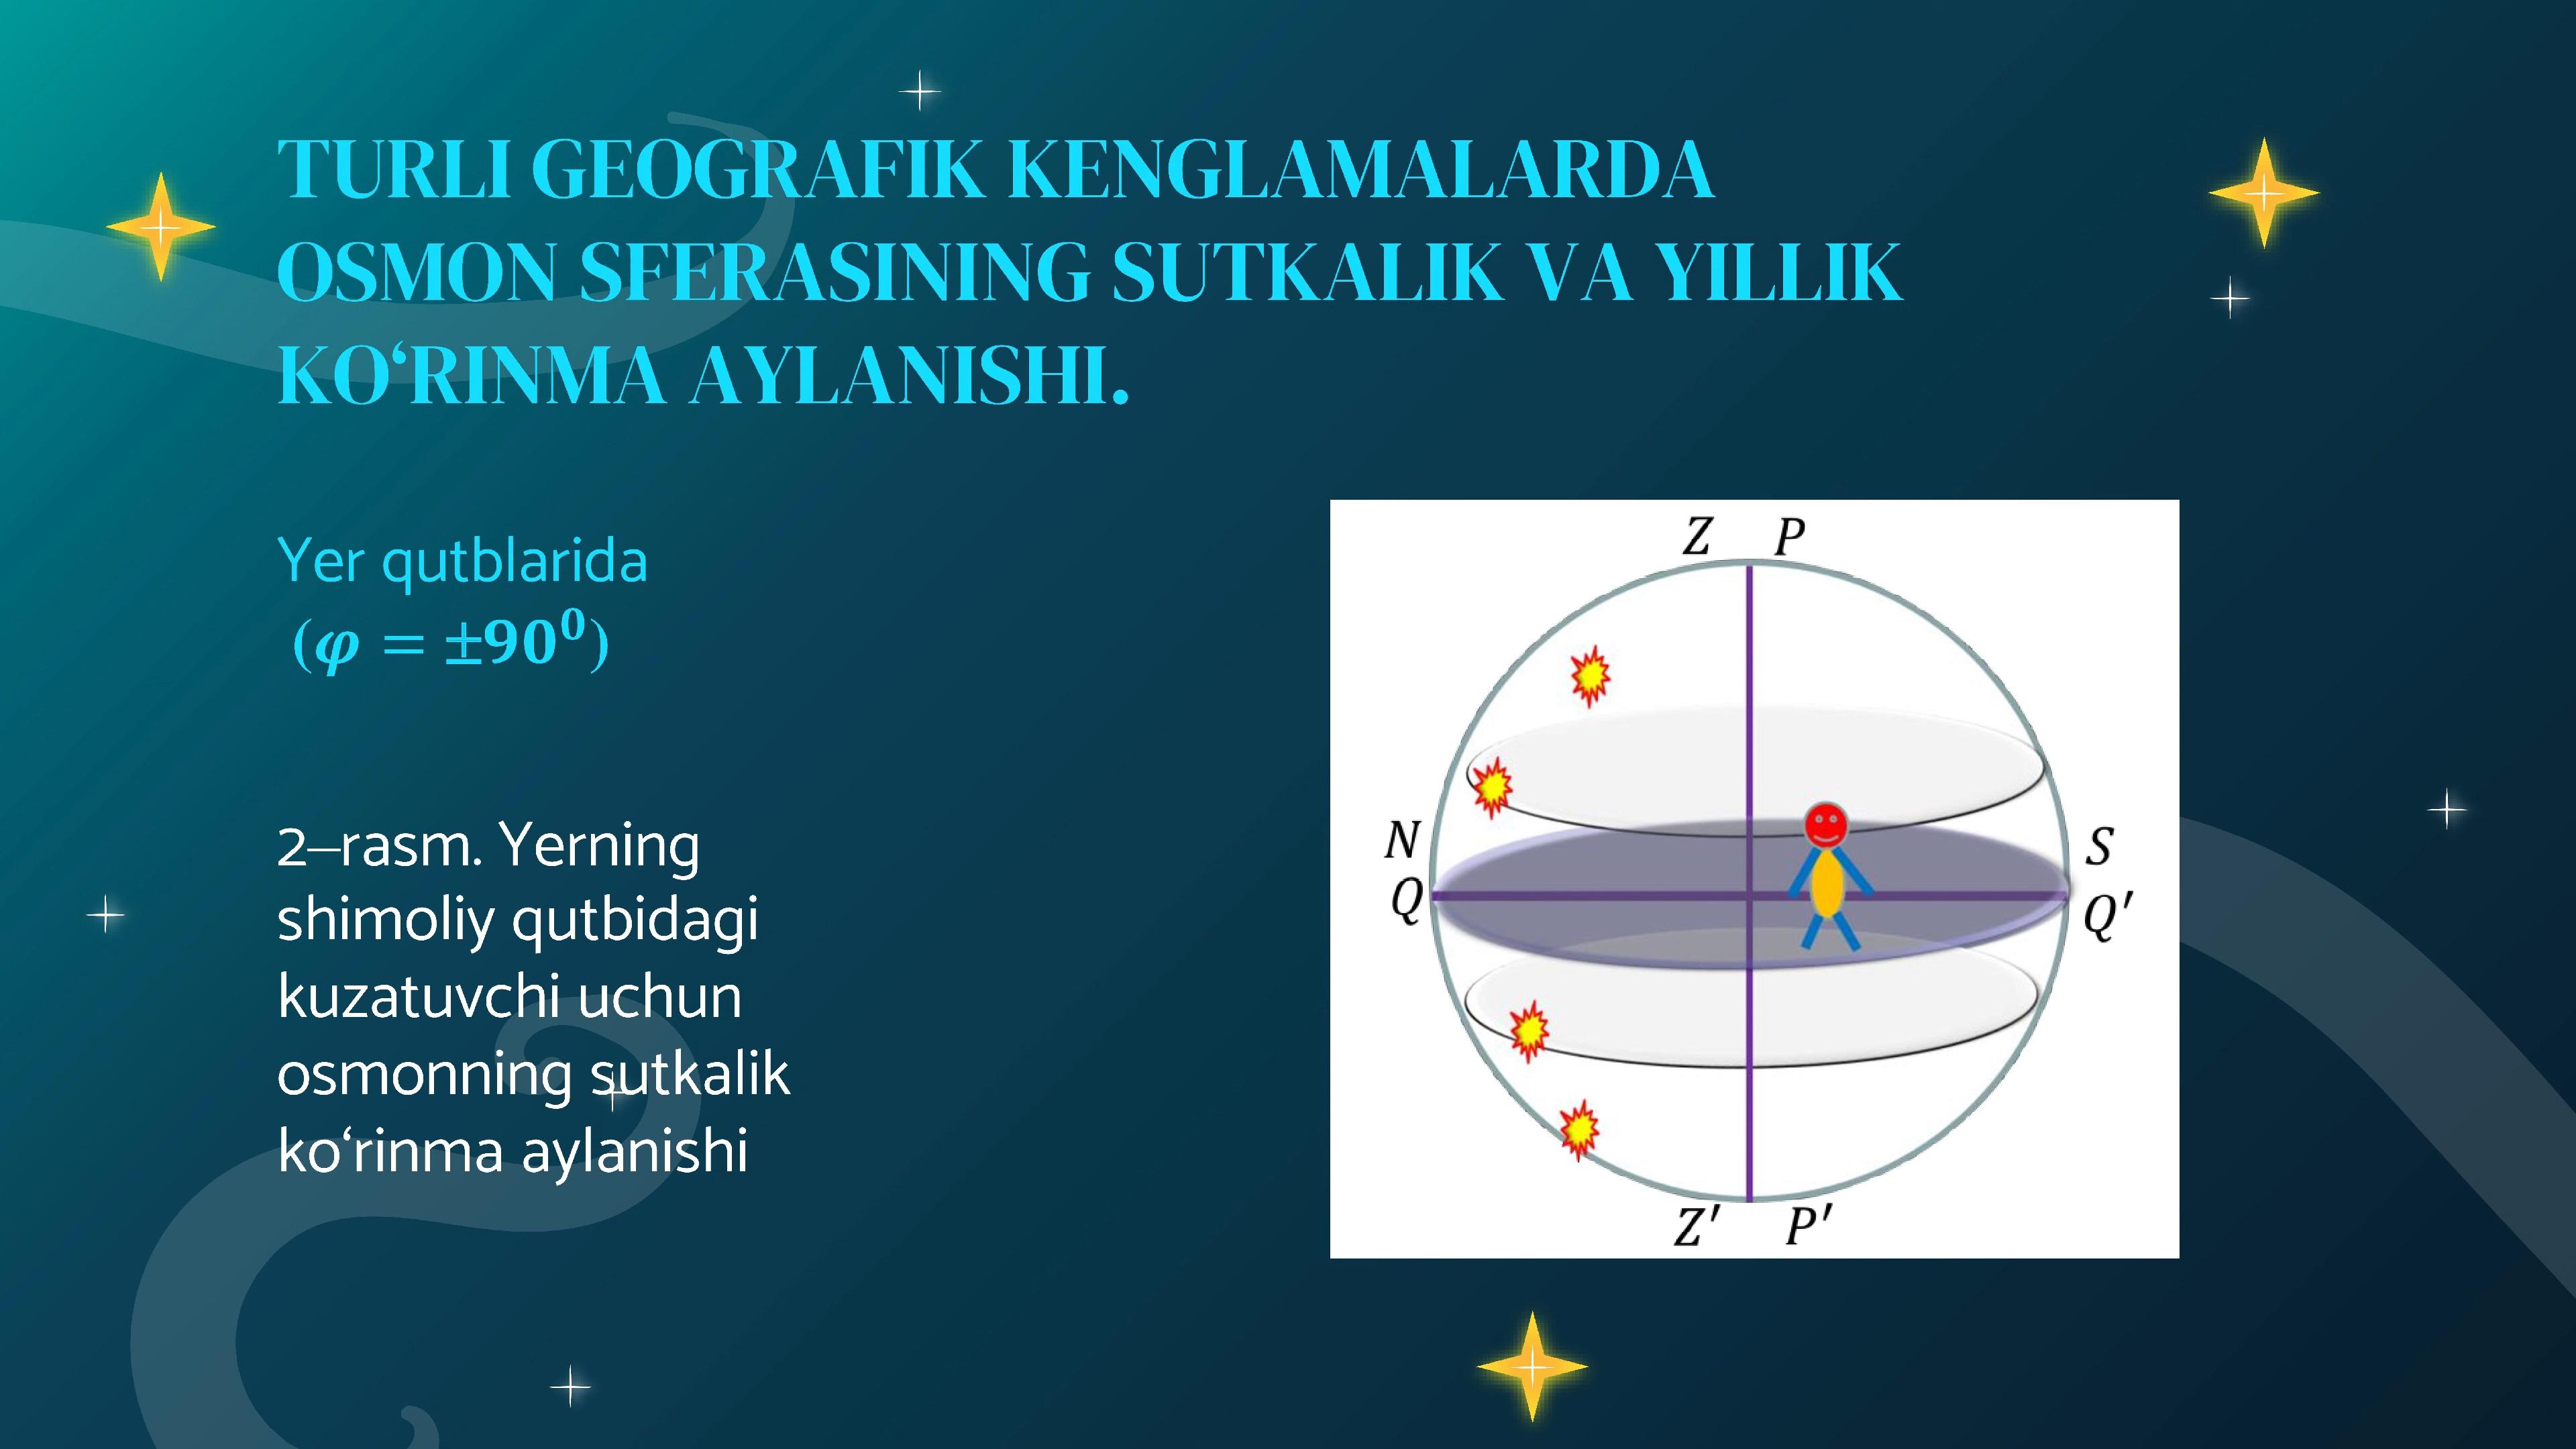 TURLI GEOGRAFIK KENGLAMALARDA
OSMON SFERASINING SUTKALIK VA YILLIK
KO‘RINMA AYLANISHI.
Yer qutblarida
(φ = ±90⁰)
2–rasm. Yerning
shimoliy qutbidagi
kuzatuvchi uchun
osmonning sutkalik
ko‘rinma aylanishi
Z P
N S
Q Q′
Z′ P′